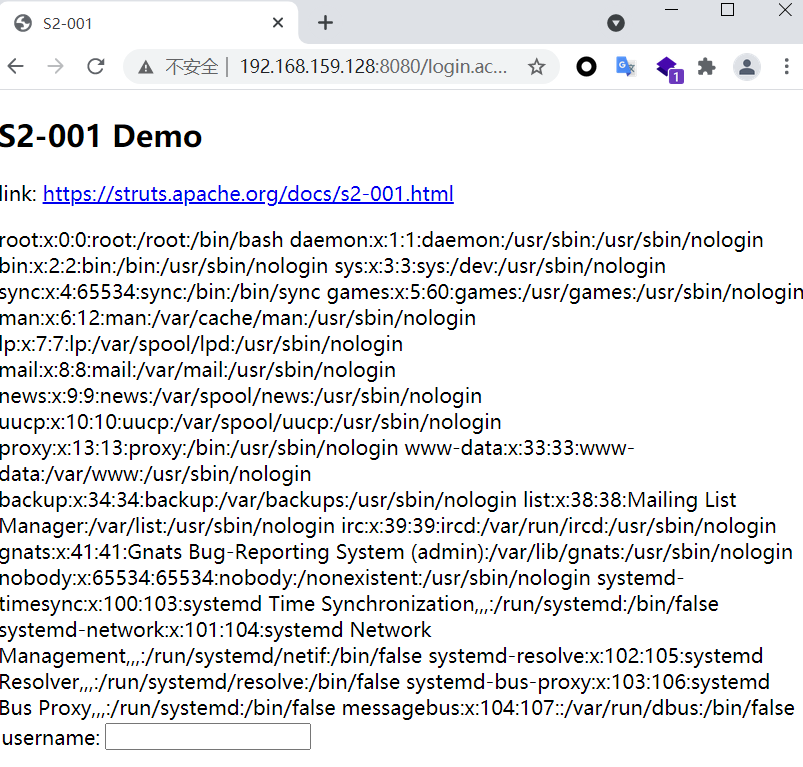 S2-001
不安全 | 192.168.159.128:8080/login.ac...
1
S2-001 Demo
link: https://struts.apache.org/docs/s2-001.html
root:x:0:0:root:/root:/bin/bash daemon:x:1:1:daemon:/usr/sbin:/usr/sbin/nologin
bin:x:2:2:bin:/bin:/usr/sbin/nologin sys:x:3:3:sys:/dev:/usr/sbin/nologin
sync:x:4:65534:sync:/bin:/bin/sync games:x:5:60:games:/usr/games:/usr/sbin/nologin
man:x:6:12:man:/var/cache/man:/usr/sbin/nologin
lp:x:7:7:lp:/var/spool/lpd:/usr/sbin/nologin
mail:x:8:8:mail:/var/mail:/usr/sbin/nologin
news:x:9:9:news:/var/spool/news:/usr/sbin/nologin
uucp:x:10:10:uucp:/var/spool/uucp:/usr/sbin/nologin
proxy:x:13:13:proxy:/bin:/usr/sbin/nologin www-data:x:33:33:www-
data:/var/www:/usr/sbin/nologin
backup:x:34:34:backup:/var/backups:/usr/sbin/nologin list:x:38:38:Mailing List
Manager:/var/list:/usr/sbin/nologin irc:x:39:39:ircd:/var/run/ircd:/usr/sbin/nologin
gnats:x:41:41:Gnats Bug-Reporting System (admin):/var/lib/gnats:/usr/sbin/nologin
nobody:x:65534:65534:nobody:/nonexistent:/usr/sbin/nologin systemd-
timesync:x:100:103:systemd Time Synchronization,,,:/run/systemd:/bin/false
systemd-network:x:101:104:systemd Network
Management,,,:/run/systemd/netif:/bin/false systemd-resolve:x:102:105:systemd
Resolver,,,:/run/systemd/resolve:/bin/false systemd-bus-proxy:x:103:106:systemd
Bus Proxy,,,:/run/systemd:/bin/false messagebus:x:104:107::/var/run/dbus:/bin/false
username: